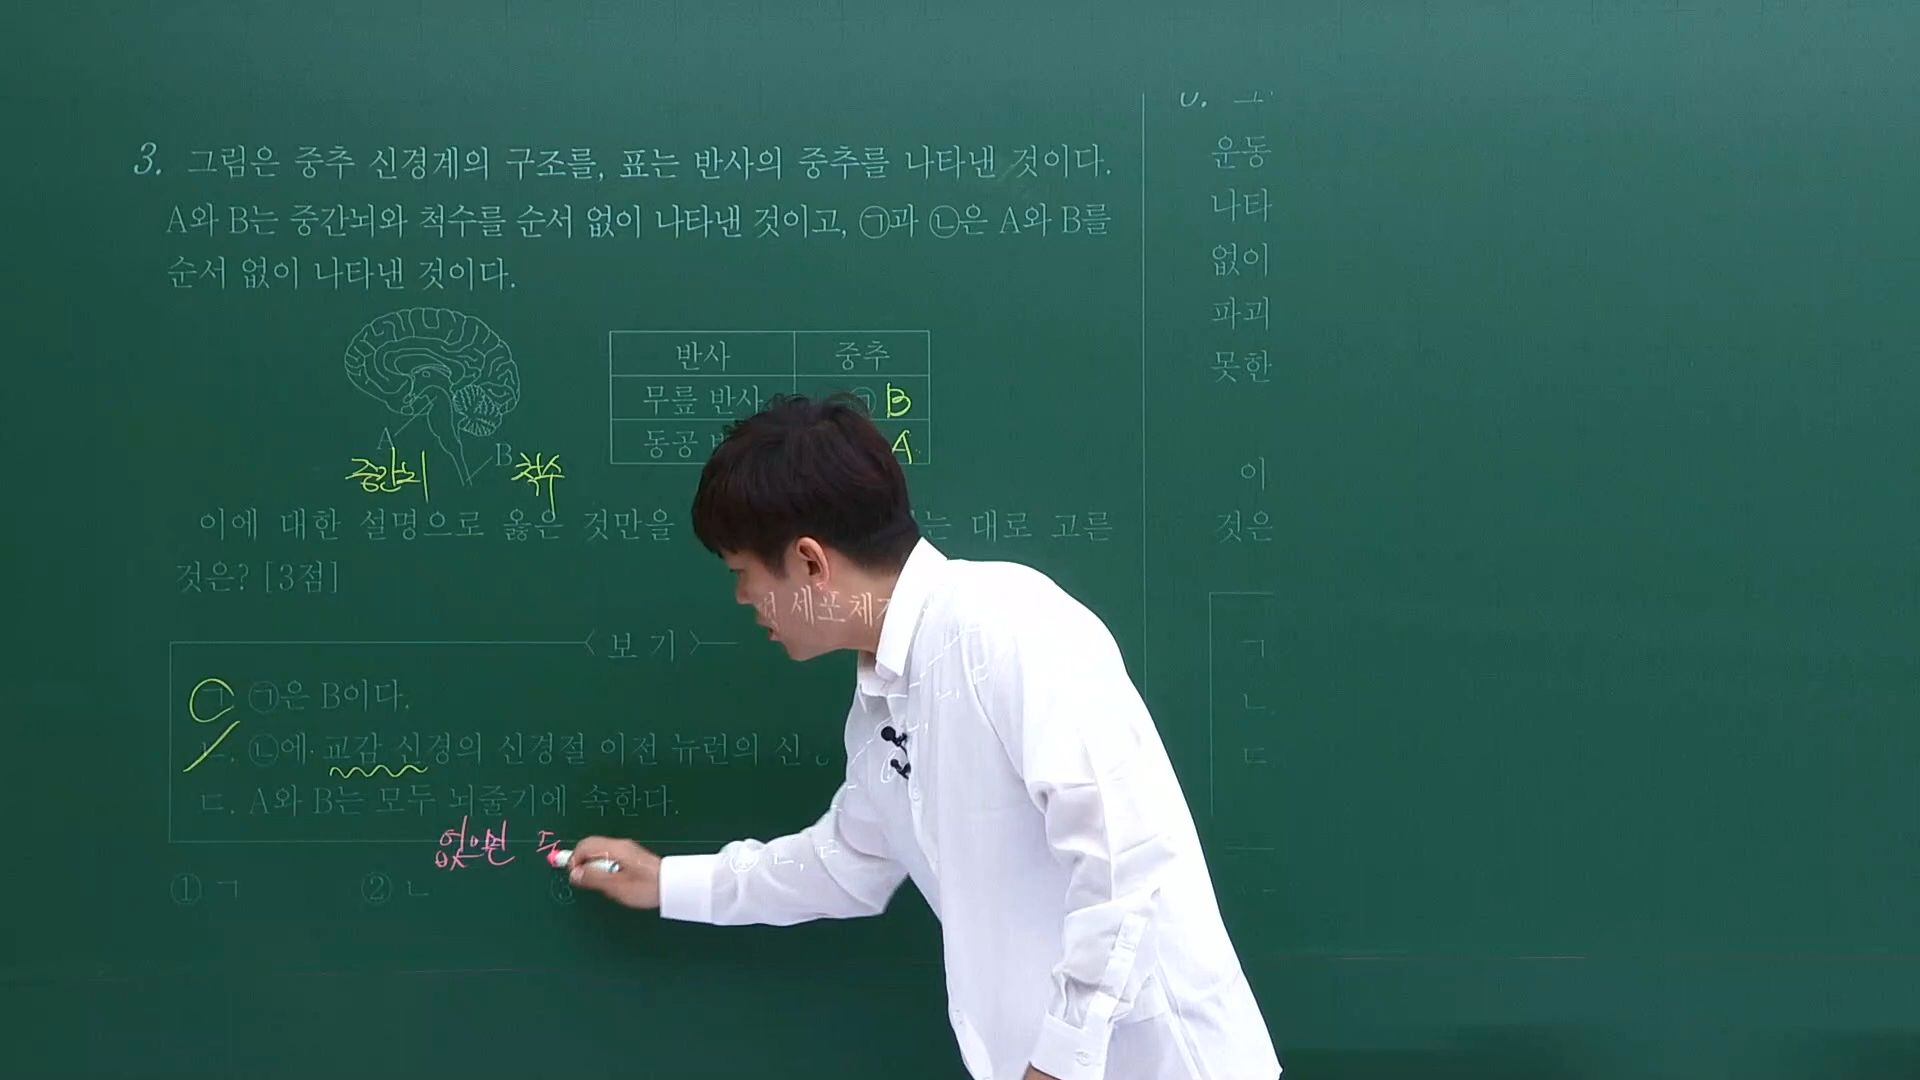 3. 그림은 중추 신경계의 구조를, 표는 반사의 중추를 나타낸 것이다.
A와 B는 중간뇌와 척수를 순서 없이 나타낸 것이고, ㉠과 ㉡은 A와 B를
순서 없이 나타낸 것이다.
반사 중추
무릎 반사 ㉠ B
동공 A
A
중간뇌
B
척수
이에 대한 설명으로 옳은 것만을 는 대로 고른
것은? [3점]
세포체
<보기>
ㄱ ㉠은 B이다.
ㄴ. ㉡에 교감 신경의 신경절 이전 뉴런의 신
ㄷ. A와 B는 모두 뇌줄기에 속한다.
없으면
① ㄱ ② ㄴ ③ ㄴ, ㄷ
운동
나타
없이
파괴
못한
이
것은
ㄱ
ㄴ
ㄷ